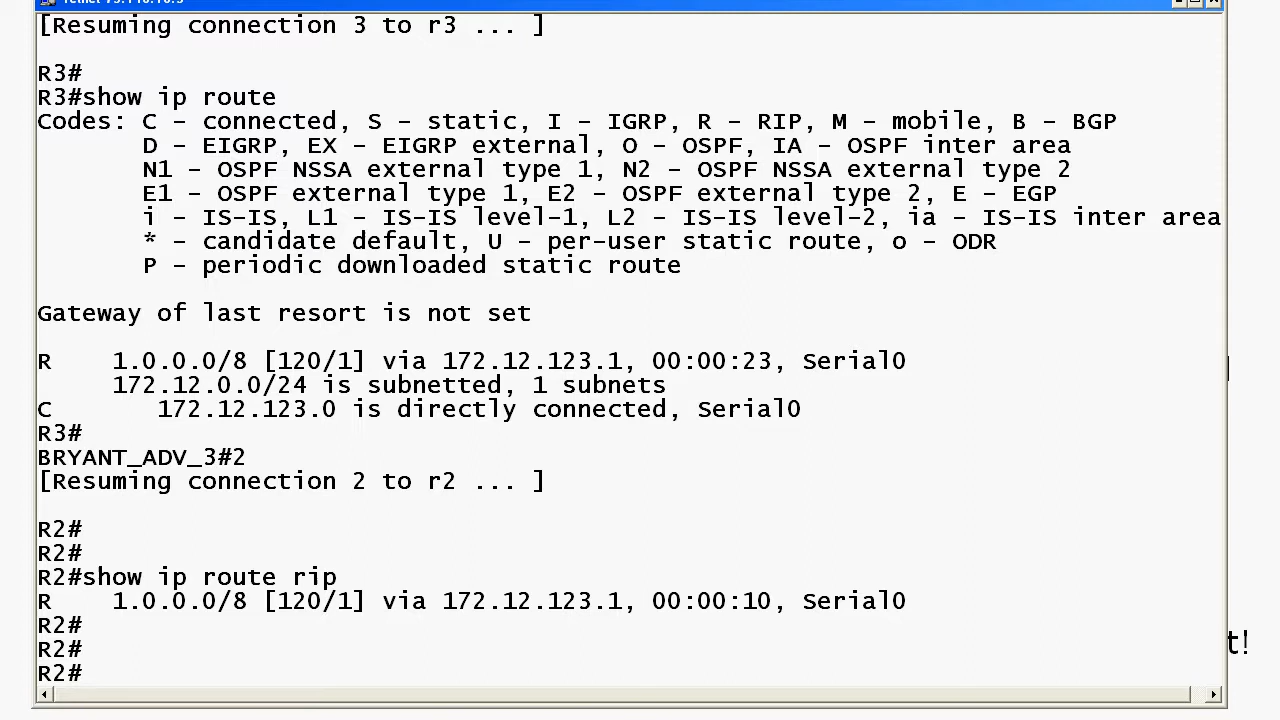 [Resuming connection 3 to r3 ... ]
R3#
R3#show ip route
Codes: C - connected, S - static, I - IGRP, R - RIP, M - mobile, B - BGP
D - EIGRP, EX - EIGRP external, O - OSPF, IA - OSPF inter area
N1 - OSPF NSSA external type 1, N2 - OSPF NSSA external type 2
E1 - OSPF external type 1, E2 - OSPF external type 2, E - EGP
i - IS-IS, L1 - IS-IS level-1, L2 - IS-IS level-2, ia - IS-IS inter area
* - candidate default, U - per-user static route, o - ODR
P - periodic downloaded static route
Gateway of last resort is not set
R 1.0.0.0/8 [120/1] via 172.12.123.1, 00:00:23, Serial0
172.12.0.0/24 is subnetted, 1 subnets
C 172.12.123.0 is directly connected, Serial0
R3#
BRYANT_ADV_3#2
[Resuming connection 2 to r2 ... ]
R2#
R2#
R2#show ip route rip
R 1.0.0.0/8 [120/1] via 172.12.123.1, 00:00:10, Serial0
R2#
R2#
t!
R2#